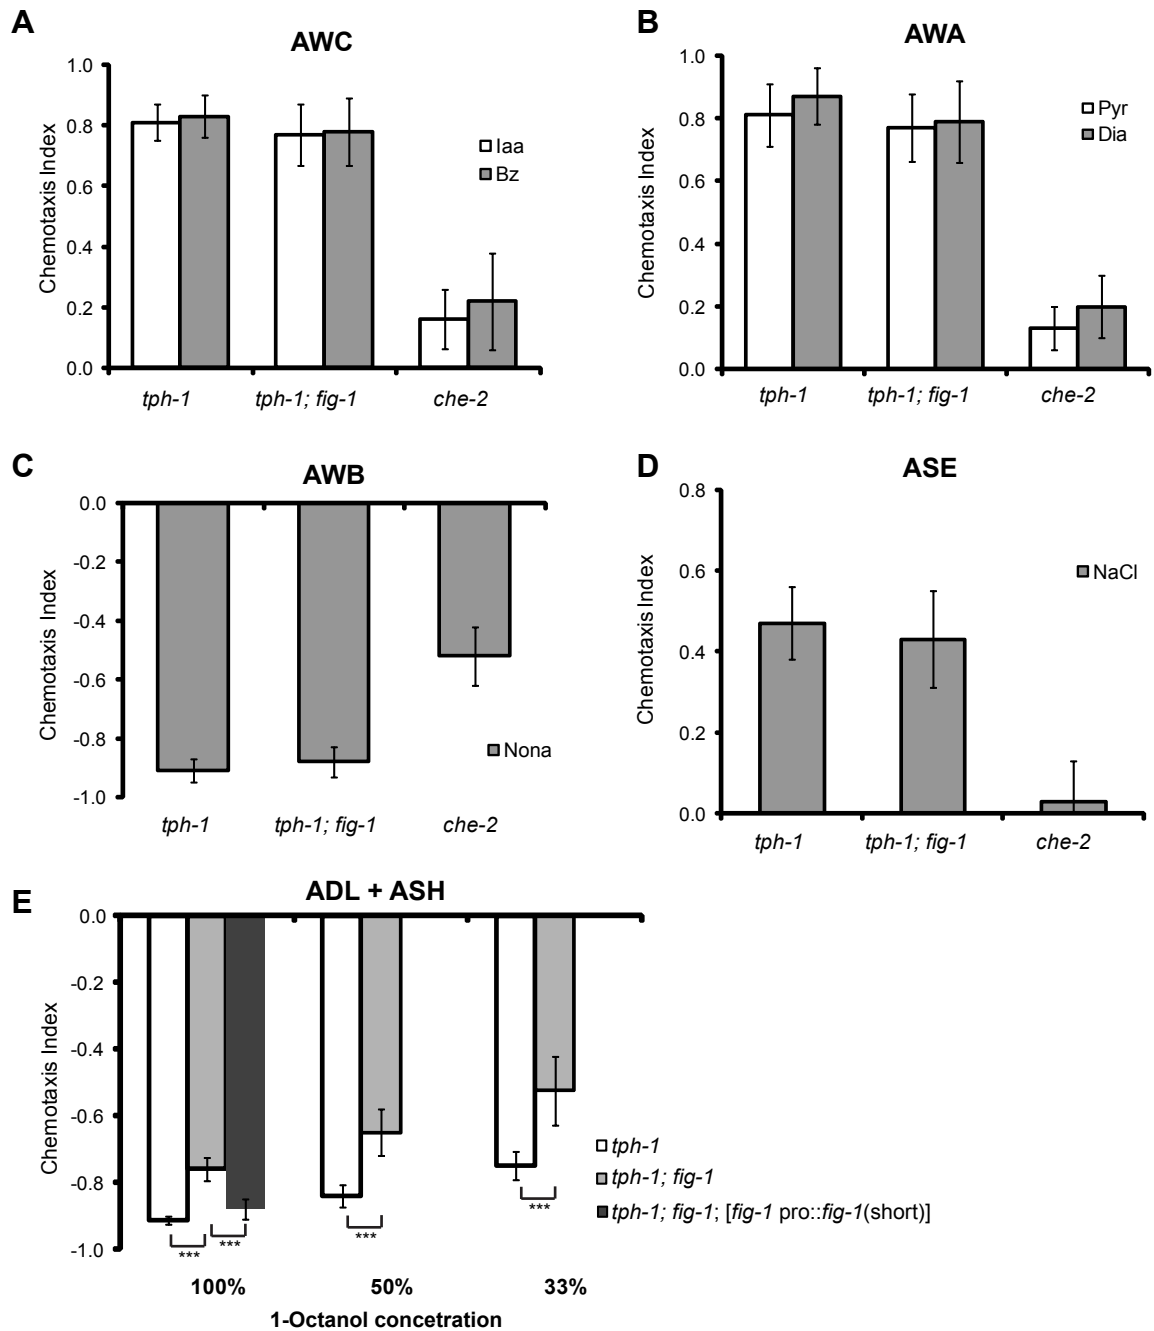 A
AWC
Chemotaxis Index
1.0
0.8
0.6
0.4
0.2
0.0
Iaa
Bz
tph-1
tph-1; fig-1
che-2
B
AWA
Chemotaxis Index
1.0
0.8
0.6
0.4
0.2
0.0
Pyr
Dia
tph-1
tph-1; fig-1
che-2
C
AWB
Chemotaxis Index
0.0
-0.2
-0.4
-0.6
-0.8
-1.0
Nona
tph-1
tph-1; fig-1
che-2
D
ASE
Chemotaxis Index
0.8
0.6
0.4
0.2
0.0
NaCl
tph-1
tph-1; fig-1
che-2
E
ADL + ASH
Chemotaxis Index
0.0
-0.2
-0.4
-0.6
-0.8
-1.0
***
***
***
***
tph-1
tph-1; fig-1
tph-1; fig-1; [fig-1 pro::fig-1(short)]
100%
50%
33%
1-Octanol concetration